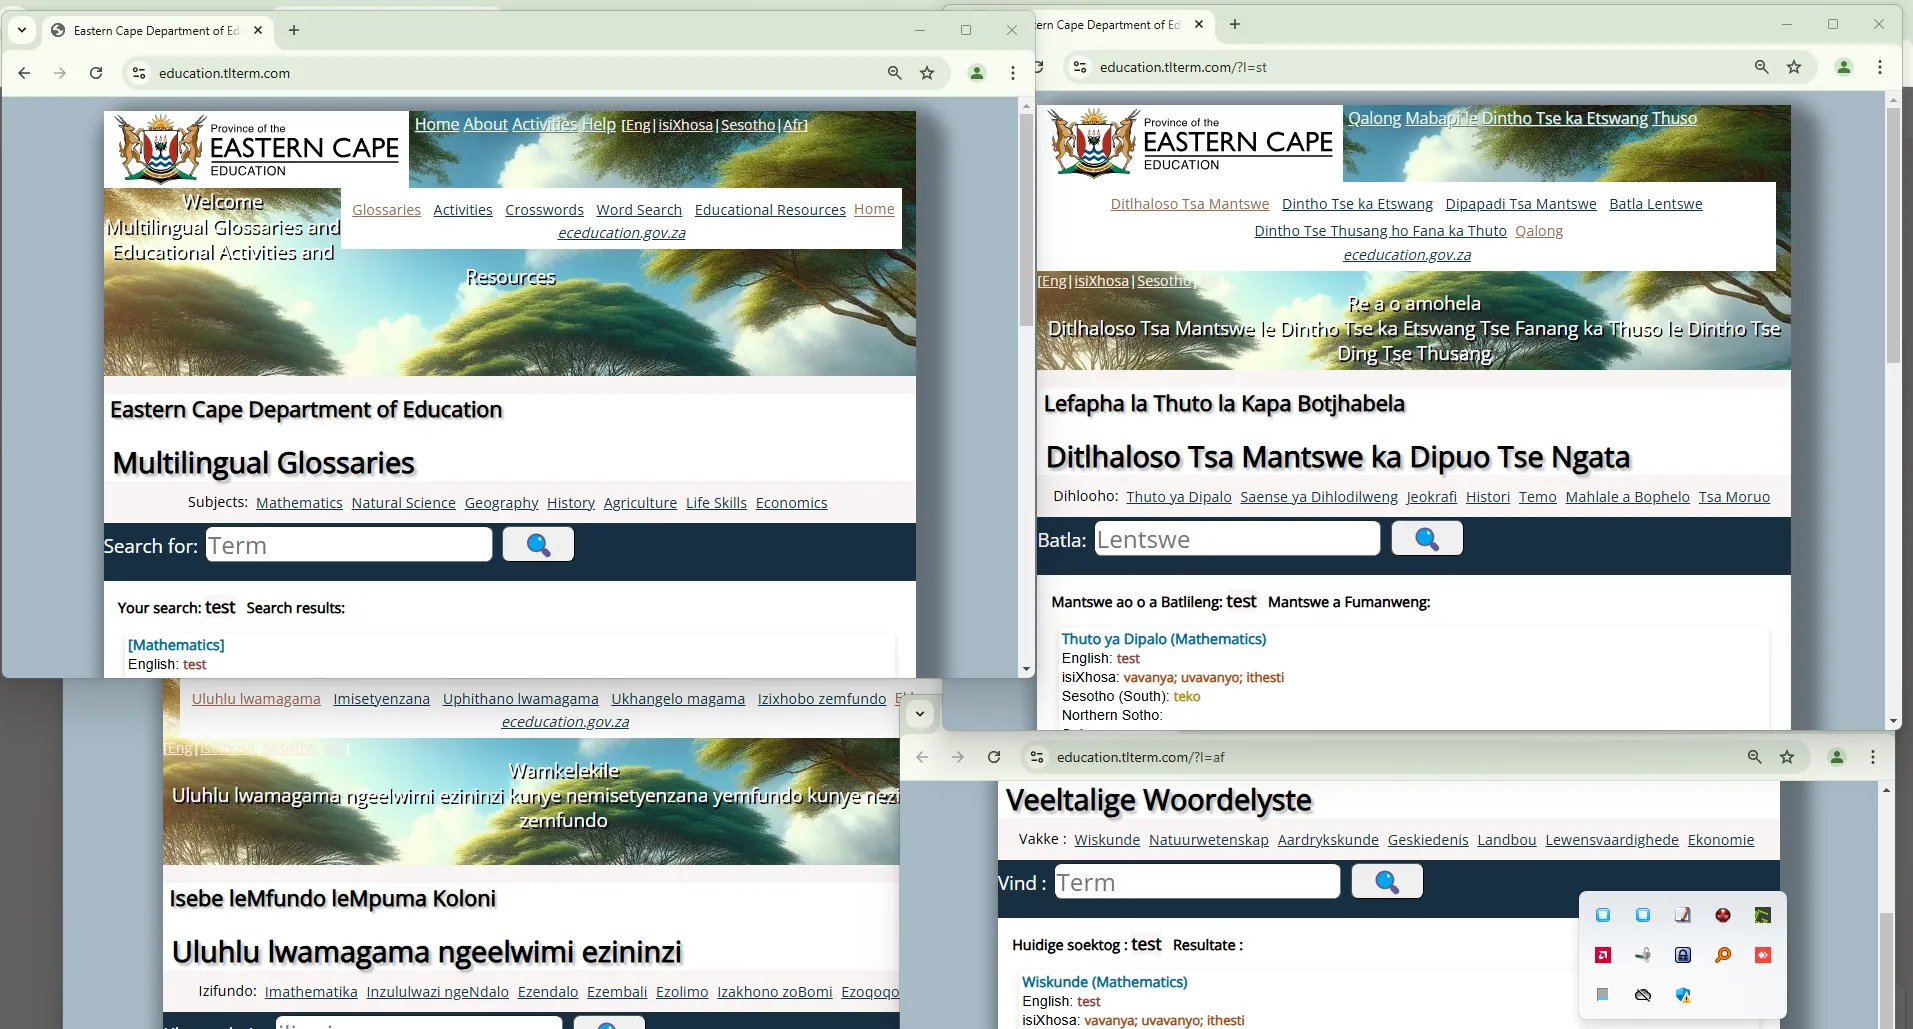 Eastern Cape Department of Ed
education.tlterm.com
Province of the
EASTERN CAPE
EDUCATION
Home About Activities Help [Eng|isiXhosa|Sesotho|Afr]
Welcome
Multilingual Glossaries and
Educational Activities and
Resources
Glossaries Activities Crosswords Word Search Educational Resources Home
eceducation.gov.za
Eastern Cape Department of Education
Multilingual Glossaries
Subjects: Mathematics Natural Science Geography History Agriculture Life Skills Economics
Search for: Term
Your search: test Search results:
[Mathematics]
English: test
ern Cape Department of Ed
education.tlterm.com/?l=st
Province of the
EASTERN CAPE
EDUCATION
Qalong Mabapi le Dintho Tse ka Etswang Thuso
Ditlhaloso Tsa Mantswe Dintho Tse ka Etswang Dipapadi Tsa Mantswe Batla Lentswe
Dintho Tse Thusang ho Fana ka Thuto Qalong
eceducation.gov.za
[Eng|isiXhosa|Sesotho
Re a o amohela
Ditlhaloso Tsa Mantswe le Dintho Tse ka Etswang Tse Fanang ka Thuso le Dintho Tse
Ding Tse Thusang
Lefapha la Thuto la Kapa Botjhabela
Ditlhaloso Tsa Mantswe ka Dipuo Tse Ngata
Dihlooho: Thuto ya Dipalo Saense ya Dihlodilweng Jeokrafi Histori Temo Mahlale a Bophelo Tsa Moruo
Batla: Lentswe
Mantswe ao o a Batlileng: test Mantswe a Fumanweng:
Thuto ya Dipalo (Mathematics)
English: test
isiXhosa: vavanya; uvavanyo; ithesti
Sesotho (South): teko
Northern Sotho:
Uluhlu lwamagama Imisetyenzana Uphithano lwamagama Ukhangelo magama Izixhobo zemfundo
eceducation.gov.za
[Eng|isiXhosa|Sesotho
Wamkelekile
Uluhlu lwamagama ngeelwimi ezininzi kunye nemisetyenzana yemfundo kunye nezi
zemfundo
Isebe leMfundo leMpuma Koloni
Uluhlu lwamagama ngeelwimi ezininzi
Izifundo: Imathematika Inzululwazi ngeNdalo Ezendalo Ezembali Ezolimo Izakhono zoBomi Ezoqoqo
education.tlterm.com/?l=af
Veeltalige Woordelyste
Vakke : Wiskunde Natuurwetenskap Aardrykskunde Geskiedenis Landbou Lewensvaardighede Ekonomie
Vind : Term
Huidige soektog : test Resultate :
Wiskunde (Mathematics)
English: test
isiXhosa: vavanya; uvavanyo; ithesti